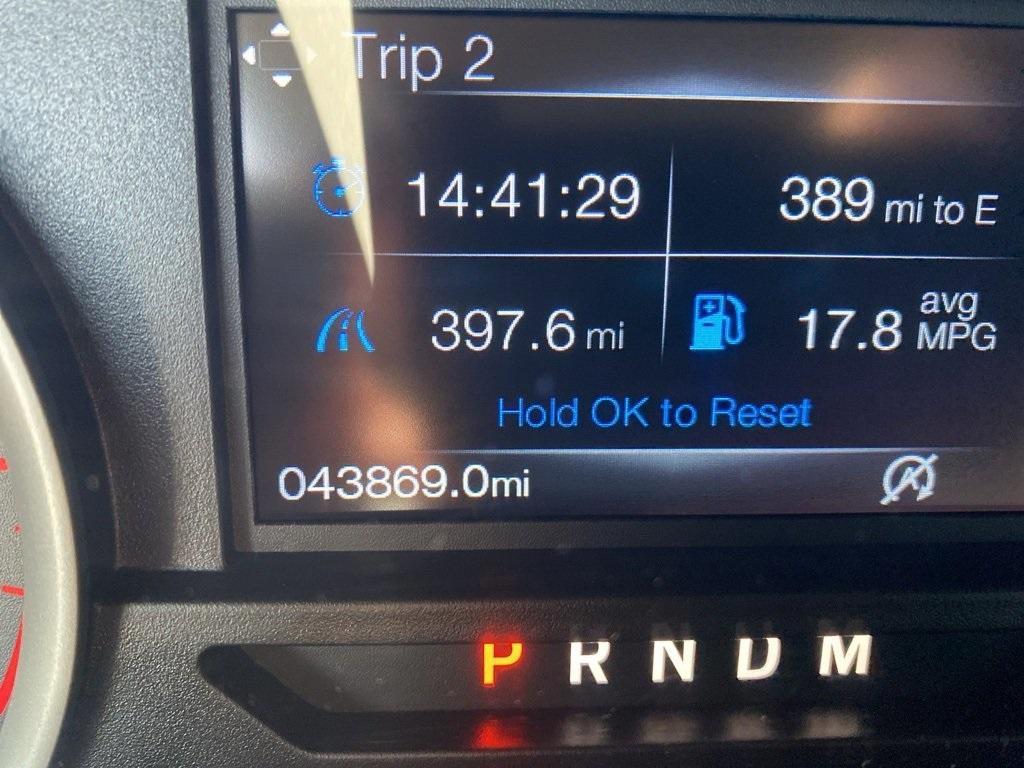 Trip 2
14:41:29
389 mi to E
397.6 mi
17.8 avg MPG
Hold OK to Reset
043869.0mi
A
P R N D M